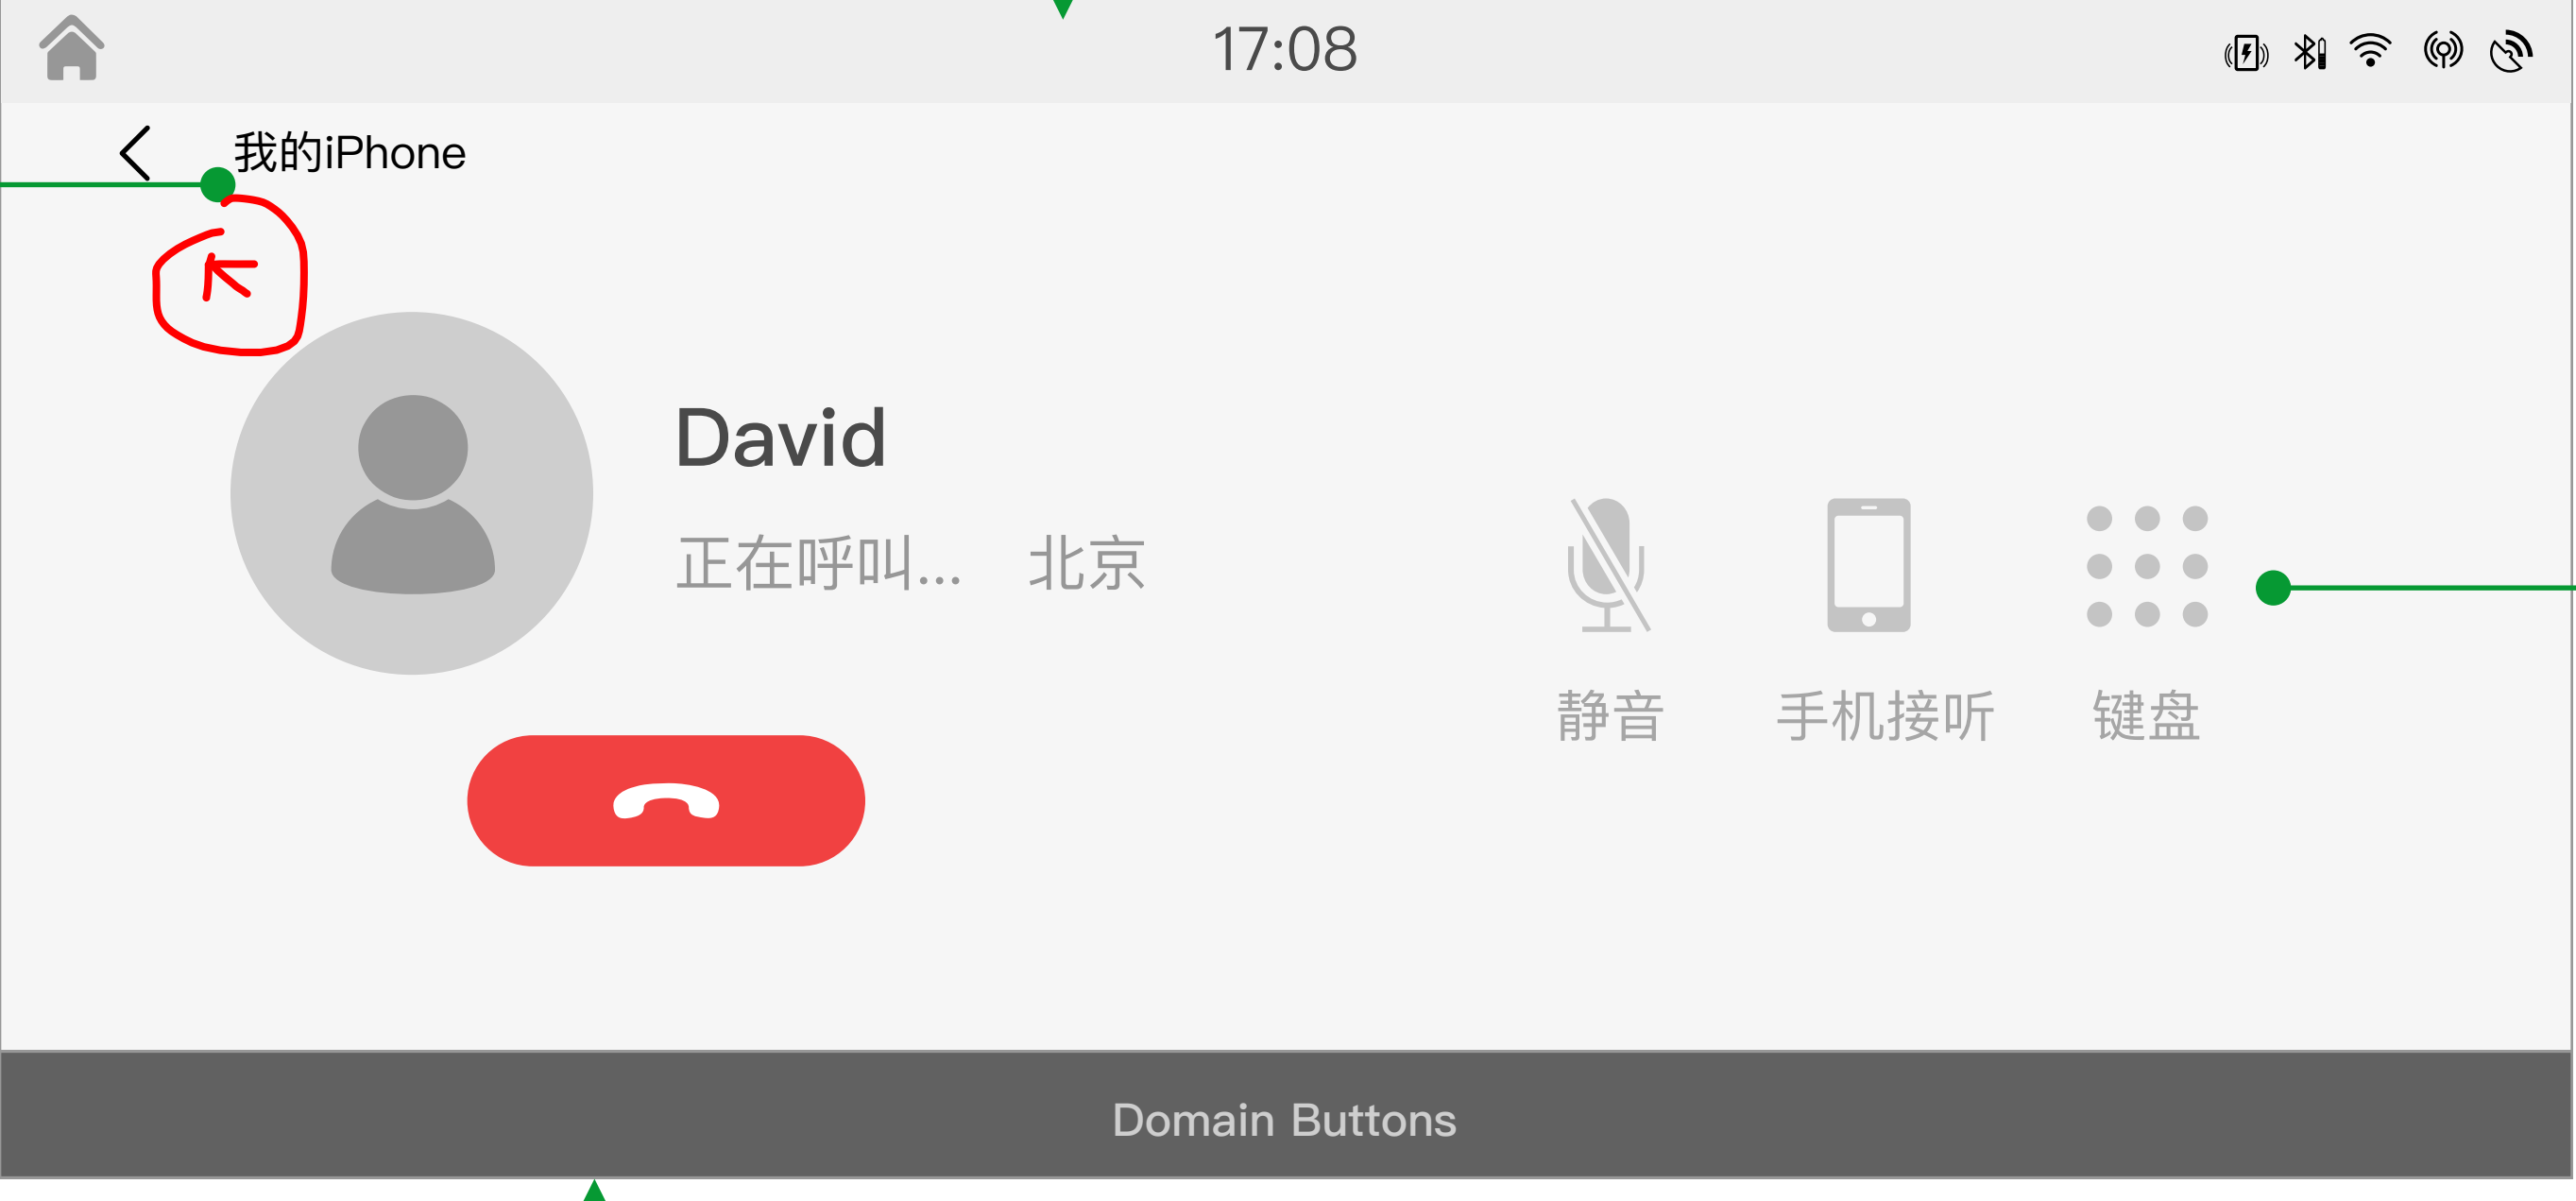 17:08
我的iPhone
David
正在呼叫... 北京
静音 手机接听 键盘
Domain Buttons